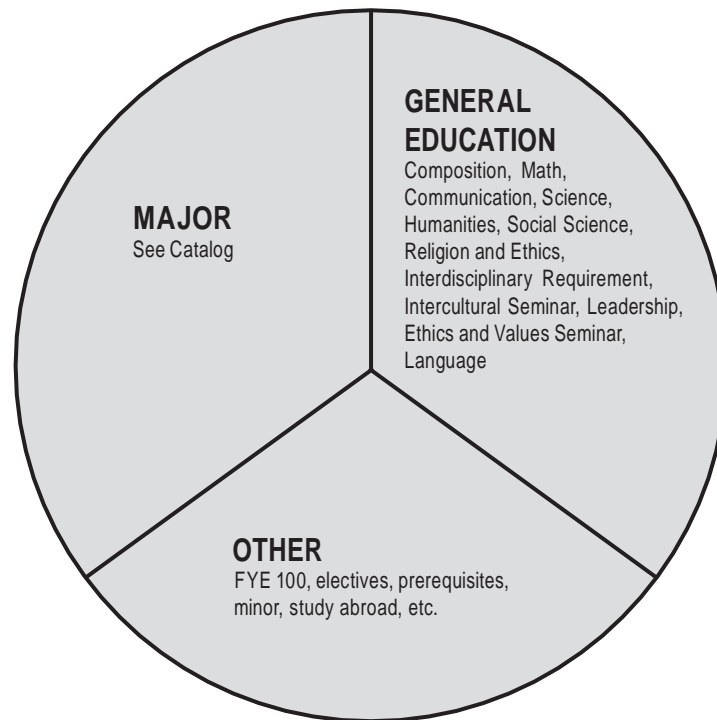 GENERAL
EDUCATION
Composition, Math,
Communication, Science,
Humanities, Social Science,
Religion and Ethics,
Interdisciplinary Requirement,
Intercultural Seminar, Leadership,
Ethics and Values Seminar,
Language
MAJOR
See Catalog
OTHER
FYE 100, electives, prerequisites,
minor, study abroad, etc.